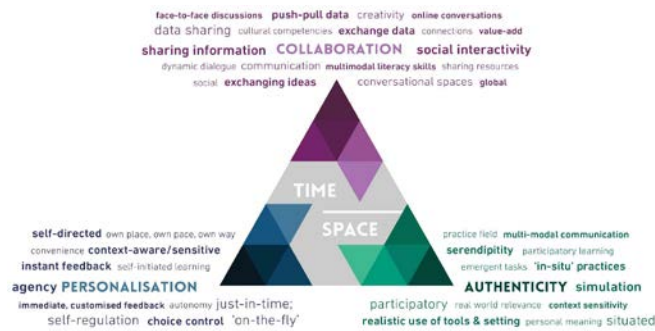 face-to-face discussions push-pull data creativity online conversations
data sharing cultural competencies exchange data connections value-add
sharing information COLLABORATION social interactivity
dynamic dialogue communication multimodal literacy skills sharing resources
social exchanging ideas conversational spaces global
TIME
SPACE
self-directed own place, own pace, own way
convenience context-aware/sensitive
instant feedback self-initiated learning
agency PERSONALISATION
immediate, customised feedback autonomy just-in-time;
self-regulation choice control 'on-the-fly'
practice field multi-modal communication
serendipity participatory learning
emergent tasks 'in-situ' practices
AUTHENTICITY simulation
participatory real world relevance context sensitivity
realistic use of tools & setting personal meaning situated